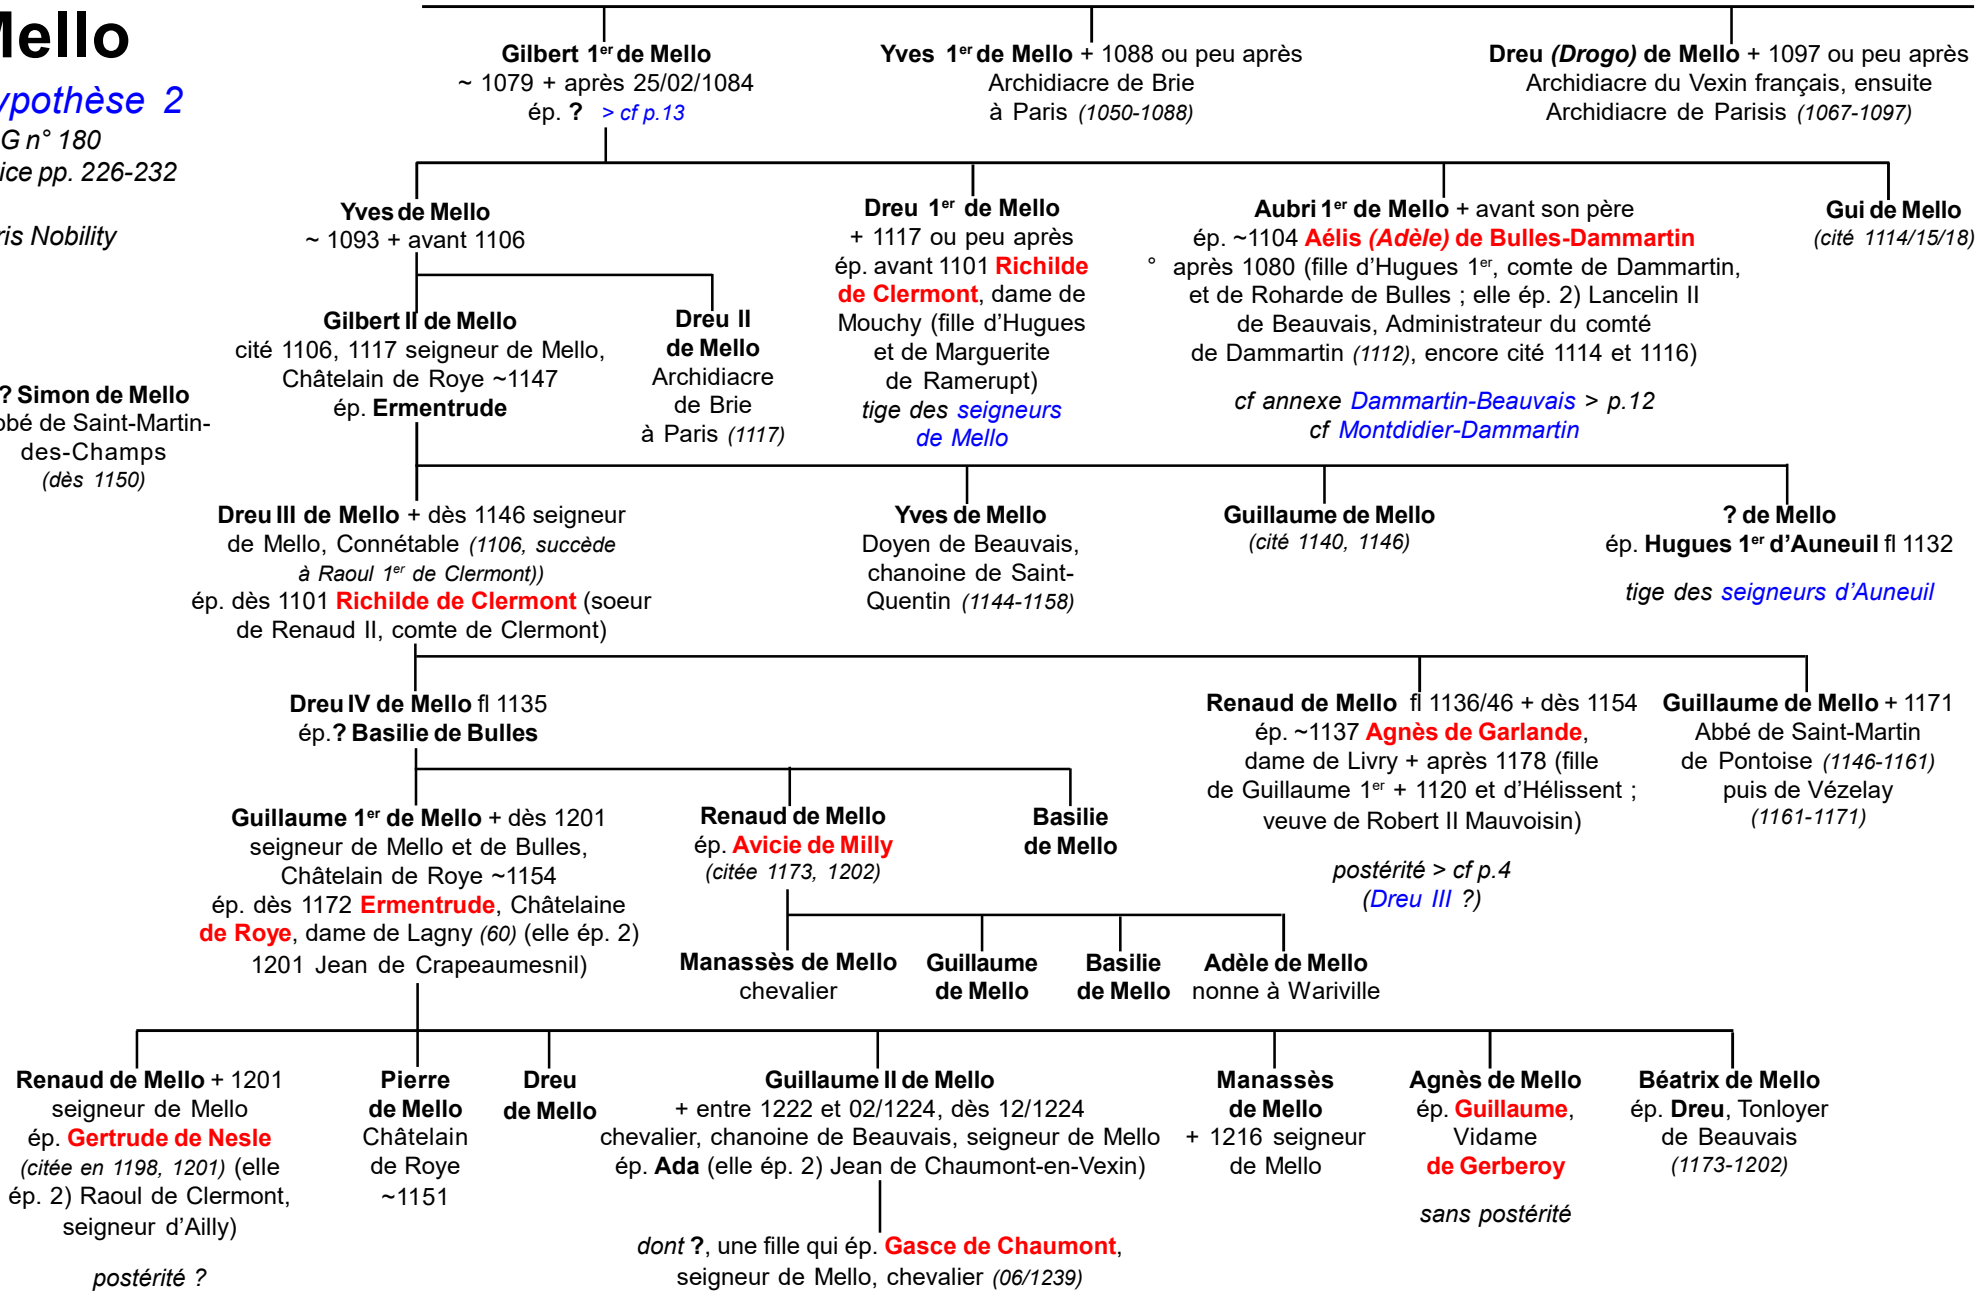 Mello
ypothèse 2
G n° 180
ice pp. 226-232
ris Nobility
Gilbert 1er de Mello
~ 1079 + après 25/02/1084
ép. ? > cf p.13
Yves 1er de Mello + 1088 ou peu après
Archidiacre de Brie
à Paris (1050-1088)
Dreu (Drogo) de Mello + 1097 ou peu après
Archidiacre du Vexin français, ensuite
Archidiacre de Parisis (1067-1097)
Yves de Mello
~ 1093 + avant 1106
Dreu 1er de Mello
+ 1117 ou peu après
ép. avant 1101 Richilde
de Clermont, dame de
Mouchy (fille d'Hugues
et de Marguerite
de Ramerupt)
tige des seigneurs
de Mello
Aubri 1er de Mello + avant son père
ép. ~1104 Aélis (Adèle) de Bulles-Dammartin
° après 1080 (fille d'Hugues 1er, comte de Dammartin,
et de Roharde de Bulles ; elle ép. 2) Lancelin II
de Beauvais, Administrateur du comté
de Dammartin (1112), encore cité 1114 et 1116)
cf annexe Dammartin-Beauvais > p.12
cf Montdidier-Dammartin
Gui de Mello
(cité 1114/15/18)
Gilbert II de Mello
cité 1106, 1117 seigneur de Mello,
Châtelain de Roye ~1147
ép. Ermentrude
Dreu II
de Mello
Archidiacre
de Brie
à Paris (1117)
? Simon de Mello
bbé de Saint-Martin-
des-Champs
(dès 1150)
Dreu III de Mello + dès 1146 seigneur
de Mello, Connétable (1106, succède
à Raoul 1er de Clermont))
ép. dès 1101 Richilde de Clermont (soeur
de Renaud II, comte de Clermont)
Yves de Mello
Doyen de Beauvais,
chanoine de Saint-
Quentin (1144-1158)
Guillaume de Mello
(cité 1140, 1146)
? de Mello
ép. Hugues 1er d'Auneuil fl 1132
tige des seigneurs d'Auneuil
Dreu IV de Mello fl 1135
ép.? Basilie de Bulles
Renaud de Mello fl 1136/46 + dès 1154
ép. ~1137 Agnès de Garlande,
dame de Livry + après 1178 (fille
de Guillaume 1er + 1120 et d'Hélissent ;
veuve de Robert II Mauvoisin)
postérité > cf p.4
(Dreu III ?)
Guillaume de Mello + 1171
Abbé de Saint-Martin
de Pontoise (1146-1161)
puis de Vézelay
(1161-1171)
Guillaume 1er de Mello + dès 1201
seigneur de Mello et de Bulles,
Châtelain de Roye ~1154
ép. dès 1172 Ermentrude, Châtelaine
de Roye, dame de Lagny (60) (elle ép. 2)
1201 Jean de Crapeaumesnil)
Renaud de Mello
ép. Avicie de Milly
(citée 1173, 1202)
Basilie
de Mello
Manassès de Mello
chevalier
Guillaume
de Mello
Basilie
de Mello
Adèle de Mello
nonne à Wariville
Renaud de Mello + 1201
seigneur de Mello
ép. Gertrude de Nesle
(citée en 1198, 1201) (elle
ép. 2) Raoul de Clermont,
seigneur d'Ailly)
postérité ?
Pierre
de Mello
Châtelain
de Roye
~1151
Dreu
de Mello
Guillaume II de Mello
+ entre 1222 et 02/1224, dès 12/1224
chevalier, chanoine de Beauvais, seigneur de Mello
ép. Ada (elle ép. 2) Jean de Chaumont-en-Vexin)
dont ?, une fille qui ép. Gasce de Chaumont,
seigneur de Mello, chevalier (06/1239)
Manassès
de Mello
+ 1216 seigneur
de Mello
Agnès de Mello
ép. Guillaume,
Vidame
de Gerberoy
sans postérité
Béatrix de Mello
ép. Dreu, Tonloyer
de Beauvais
(1173-1202)